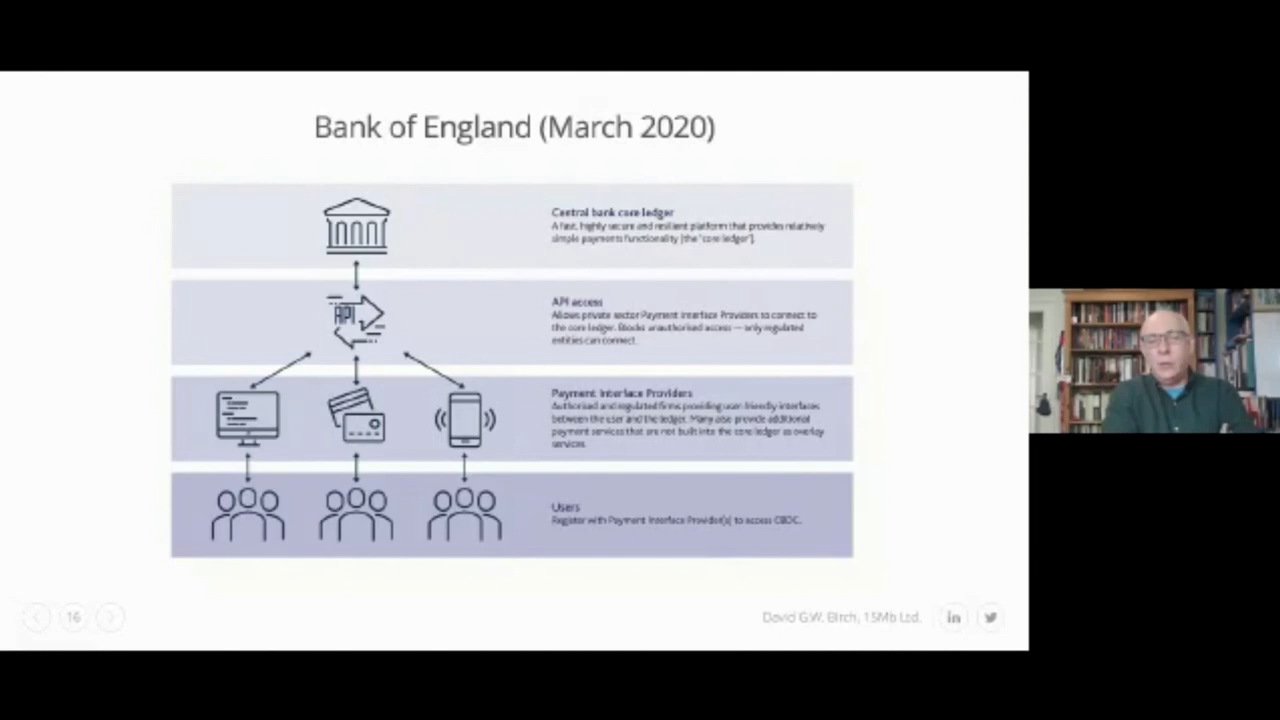 Bank of England (March 2020)
Central bank core ledger
A fast, highly secure and resilient platform that provides relatively
simple payments functionality (the "core ledger").
API
API access
Allows private sector Payment Interface Providers to connect to
the core ledger. Blocks unauthorised access — only regulated
entities can connect.
Payment Interface Providers
Authorised and regulated firms providing user-friendly interfaces
between the user and the ledger. Many also provide additional
payment services that are not built into the core ledger as overlay
services.
Users
Register with Payment Interface Provider(s) to access CBDC.
16
David G.W. Birch, 15Mb Ltd.
in